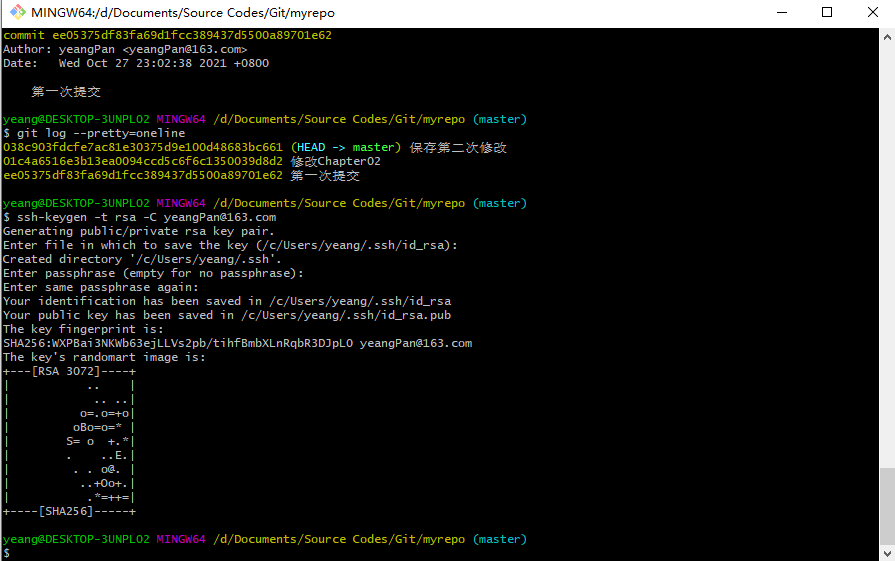 MINGW64:/d/Documents/Source Codes/Git/myrepo
commit ee05375df83fa69d1fcc389437d5500a89701e62
Author: yeangPan <yeangPan@163.com>
Date:   Wed Oct 27 23:02:38 2021 +0800
    第一次提交
yeang@DESKTOP-3UNPLO2 MINGW64 /d/Documents/Source Codes/Git/myrepo (master)
$ git log --pretty=oneline
038c903dfcfe7ac81e30375d9e100d48683bc661 (HEAD -> master) 保存第二次修改
01c4a6516e3b13ea0094ccd5c6f6c1350039d8d2 修改Chapter02
ee05375df83fa69d1fcc389437d5500a89701e62 第一次提交
yeang@DESKTOP-3UNPLO2 MINGW64 /d/Documents/Source Codes/Git/myrepo (master)
$ ssh-keygen -t rsa -C yeangPan@163.com
Generating public/private rsa key pair.
Enter file in which to save the key (/c/Users/yeang/.ssh/id_rsa):
Created directory '/c/Users/yeang/.ssh'.
Enter passphrase (empty for no passphrase):
Enter same passphrase again:
Your identification has been saved in /c/Users/yeang/.ssh/id_rsa
Your public key has been saved in /c/Users/yeang/.ssh/id_rsa.pub
The key fingerprint is:
SHA256:WXPBai3NKWb63ejLLVs2pb/tihfBmbXLnRqbR3DJpL0 yeangPan@163.com
The key's randomart image is:
+---[RSA 3072]----+
|           ..    |
|            .. ..|
|          o=.o=+o|
|         oBo=o=* |
|        S= o  +.*|
|        .    ..E.|
|         . . o@. |
|          ..+Oo+.|
|           .*=++=|
+----[SHA256]-----+
yeang@DESKTOP-3UNPLO2 MINGW64 /d/Documents/Source Codes/Git/myrepo (master)
$